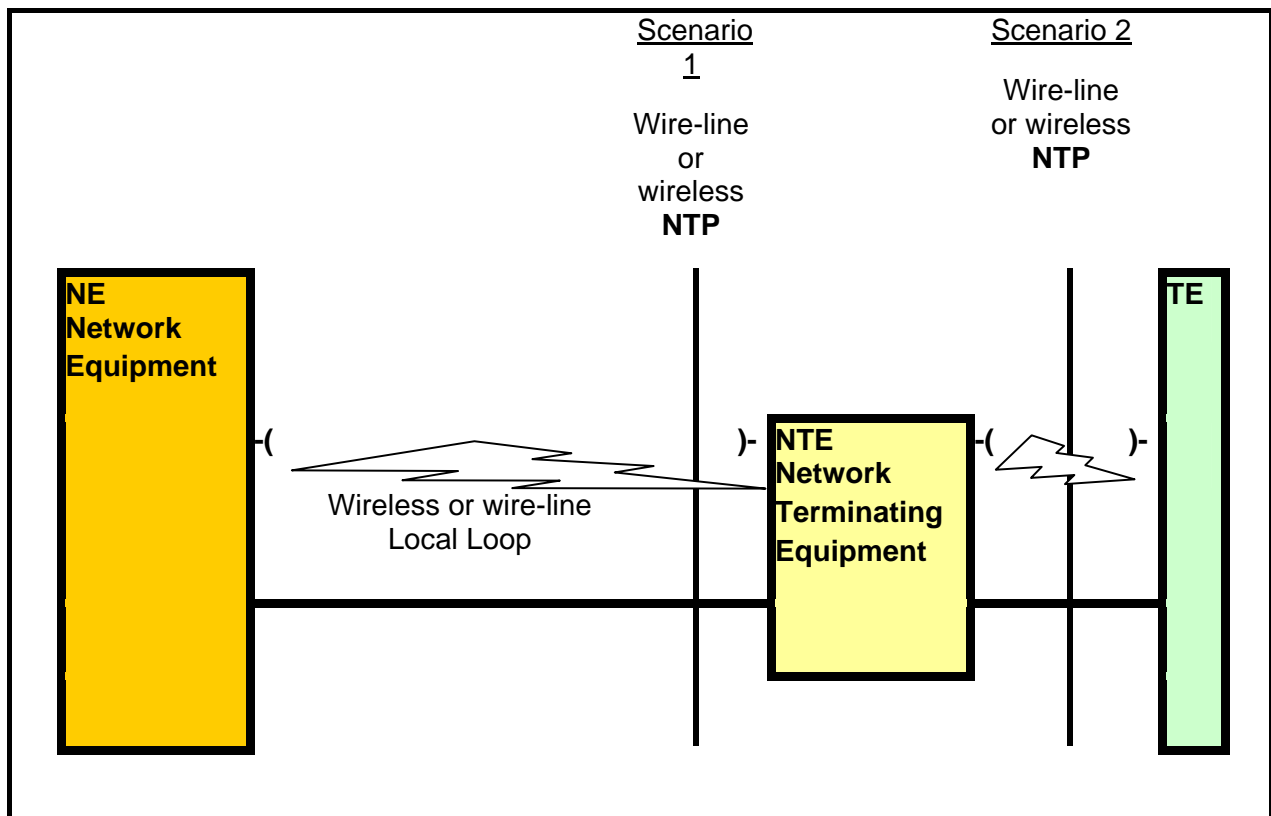 Scenario
1
Wire-line
or
wireless
NTP
Scenario 2
Wire-line
or wireless
NTP
NE
Network
Equipment
-(
)-
Wireless or wire-line
Local Loop
NTE
Network
Terminating
Equipment
-(
)-
TE